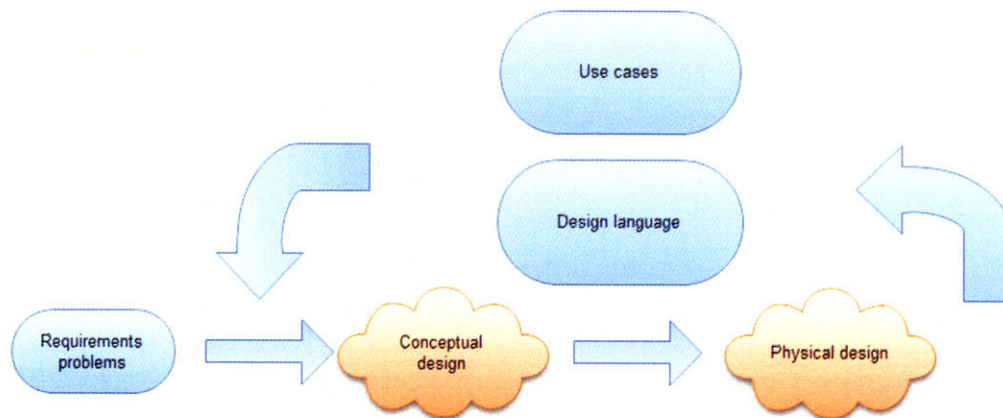 Use cases
Design language
Requirements
problems
Conceptual
design
Physical design